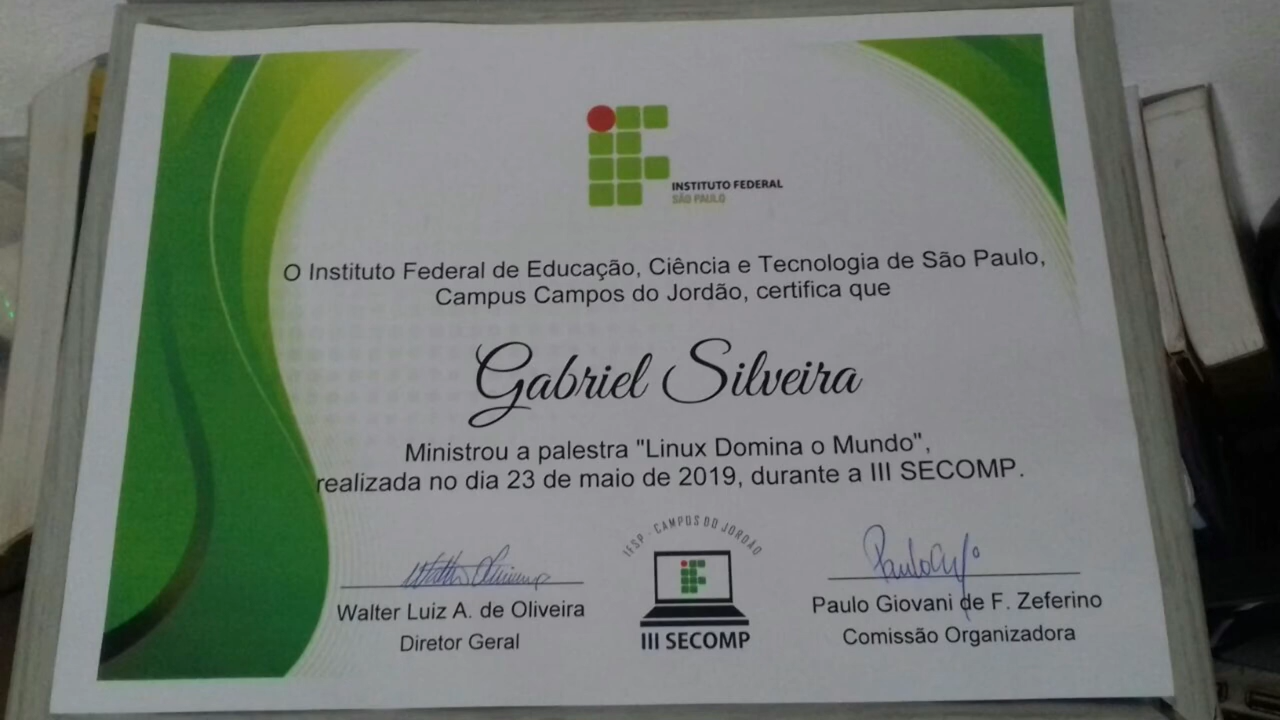 INSTITUTO FEDERAL
SÃO PAULO
O Instituto Federal de Educação, Ciência e Tecnologia de São Paulo,
Campus Campos do Jordão, certifica que
Gabriel Silveira
Ministrou a palestra "Linux Domina o Mundo",
realizada no dia 23 de maio de 2019, durante a III SECOMP.
IFSP - CAMPOS DO JORDÃO
III SECOMP
Walter Luiz A. de Oliveira
Diretor Geral
Paulo Giovani de F. Zeferino
Comissão Organizadora